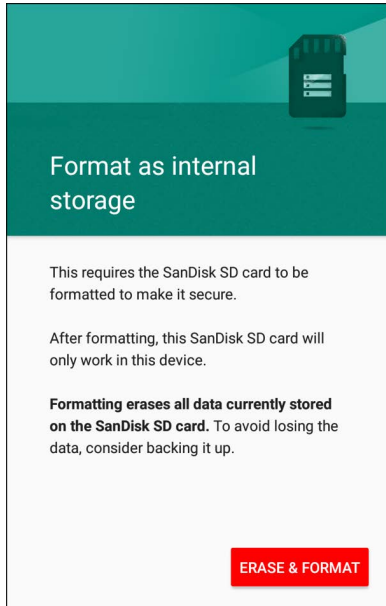 Format as internal
storage
This requires the SanDisk SD card to be
formatted to make it secure.
After formatting, this SanDisk SD card will
only work in this device.
Formatting erases all data currently stored
on the SanDisk SD card. To avoid losing the
data, consider backing it up.
ERASE & FORMAT